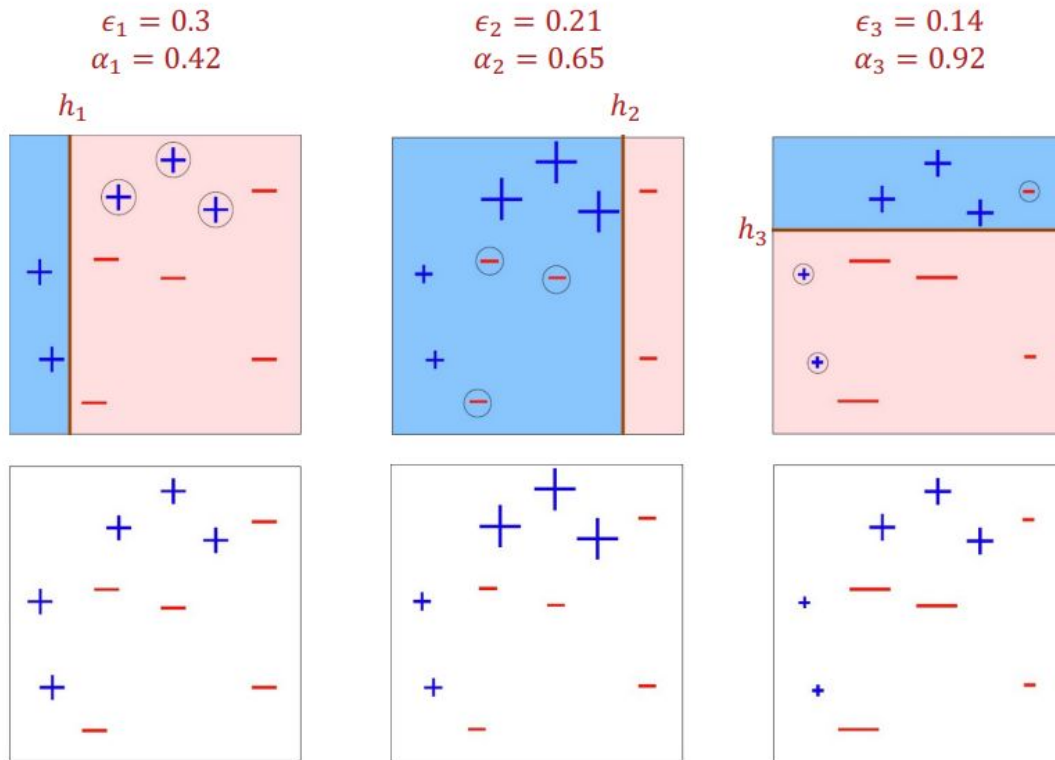 ϵ₁ = 0.3
α₁ = 0.42
ϵ₂ = 0.21
α₂ = 0.65
ϵ₃ = 0.14
α₃ = 0.92
h₁
h₂
h₃